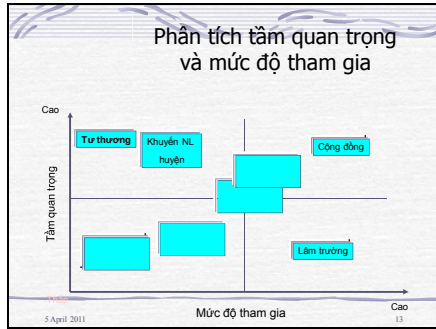 Phân tích tầm quan trọng
và mức độ tham gia
Cao
Tư thương
Khuyến NL
huyện
Cộng đồng
Tầm quan trọng
Lâm trường
Mức độ tham gia
Cao
5 April 2011
13